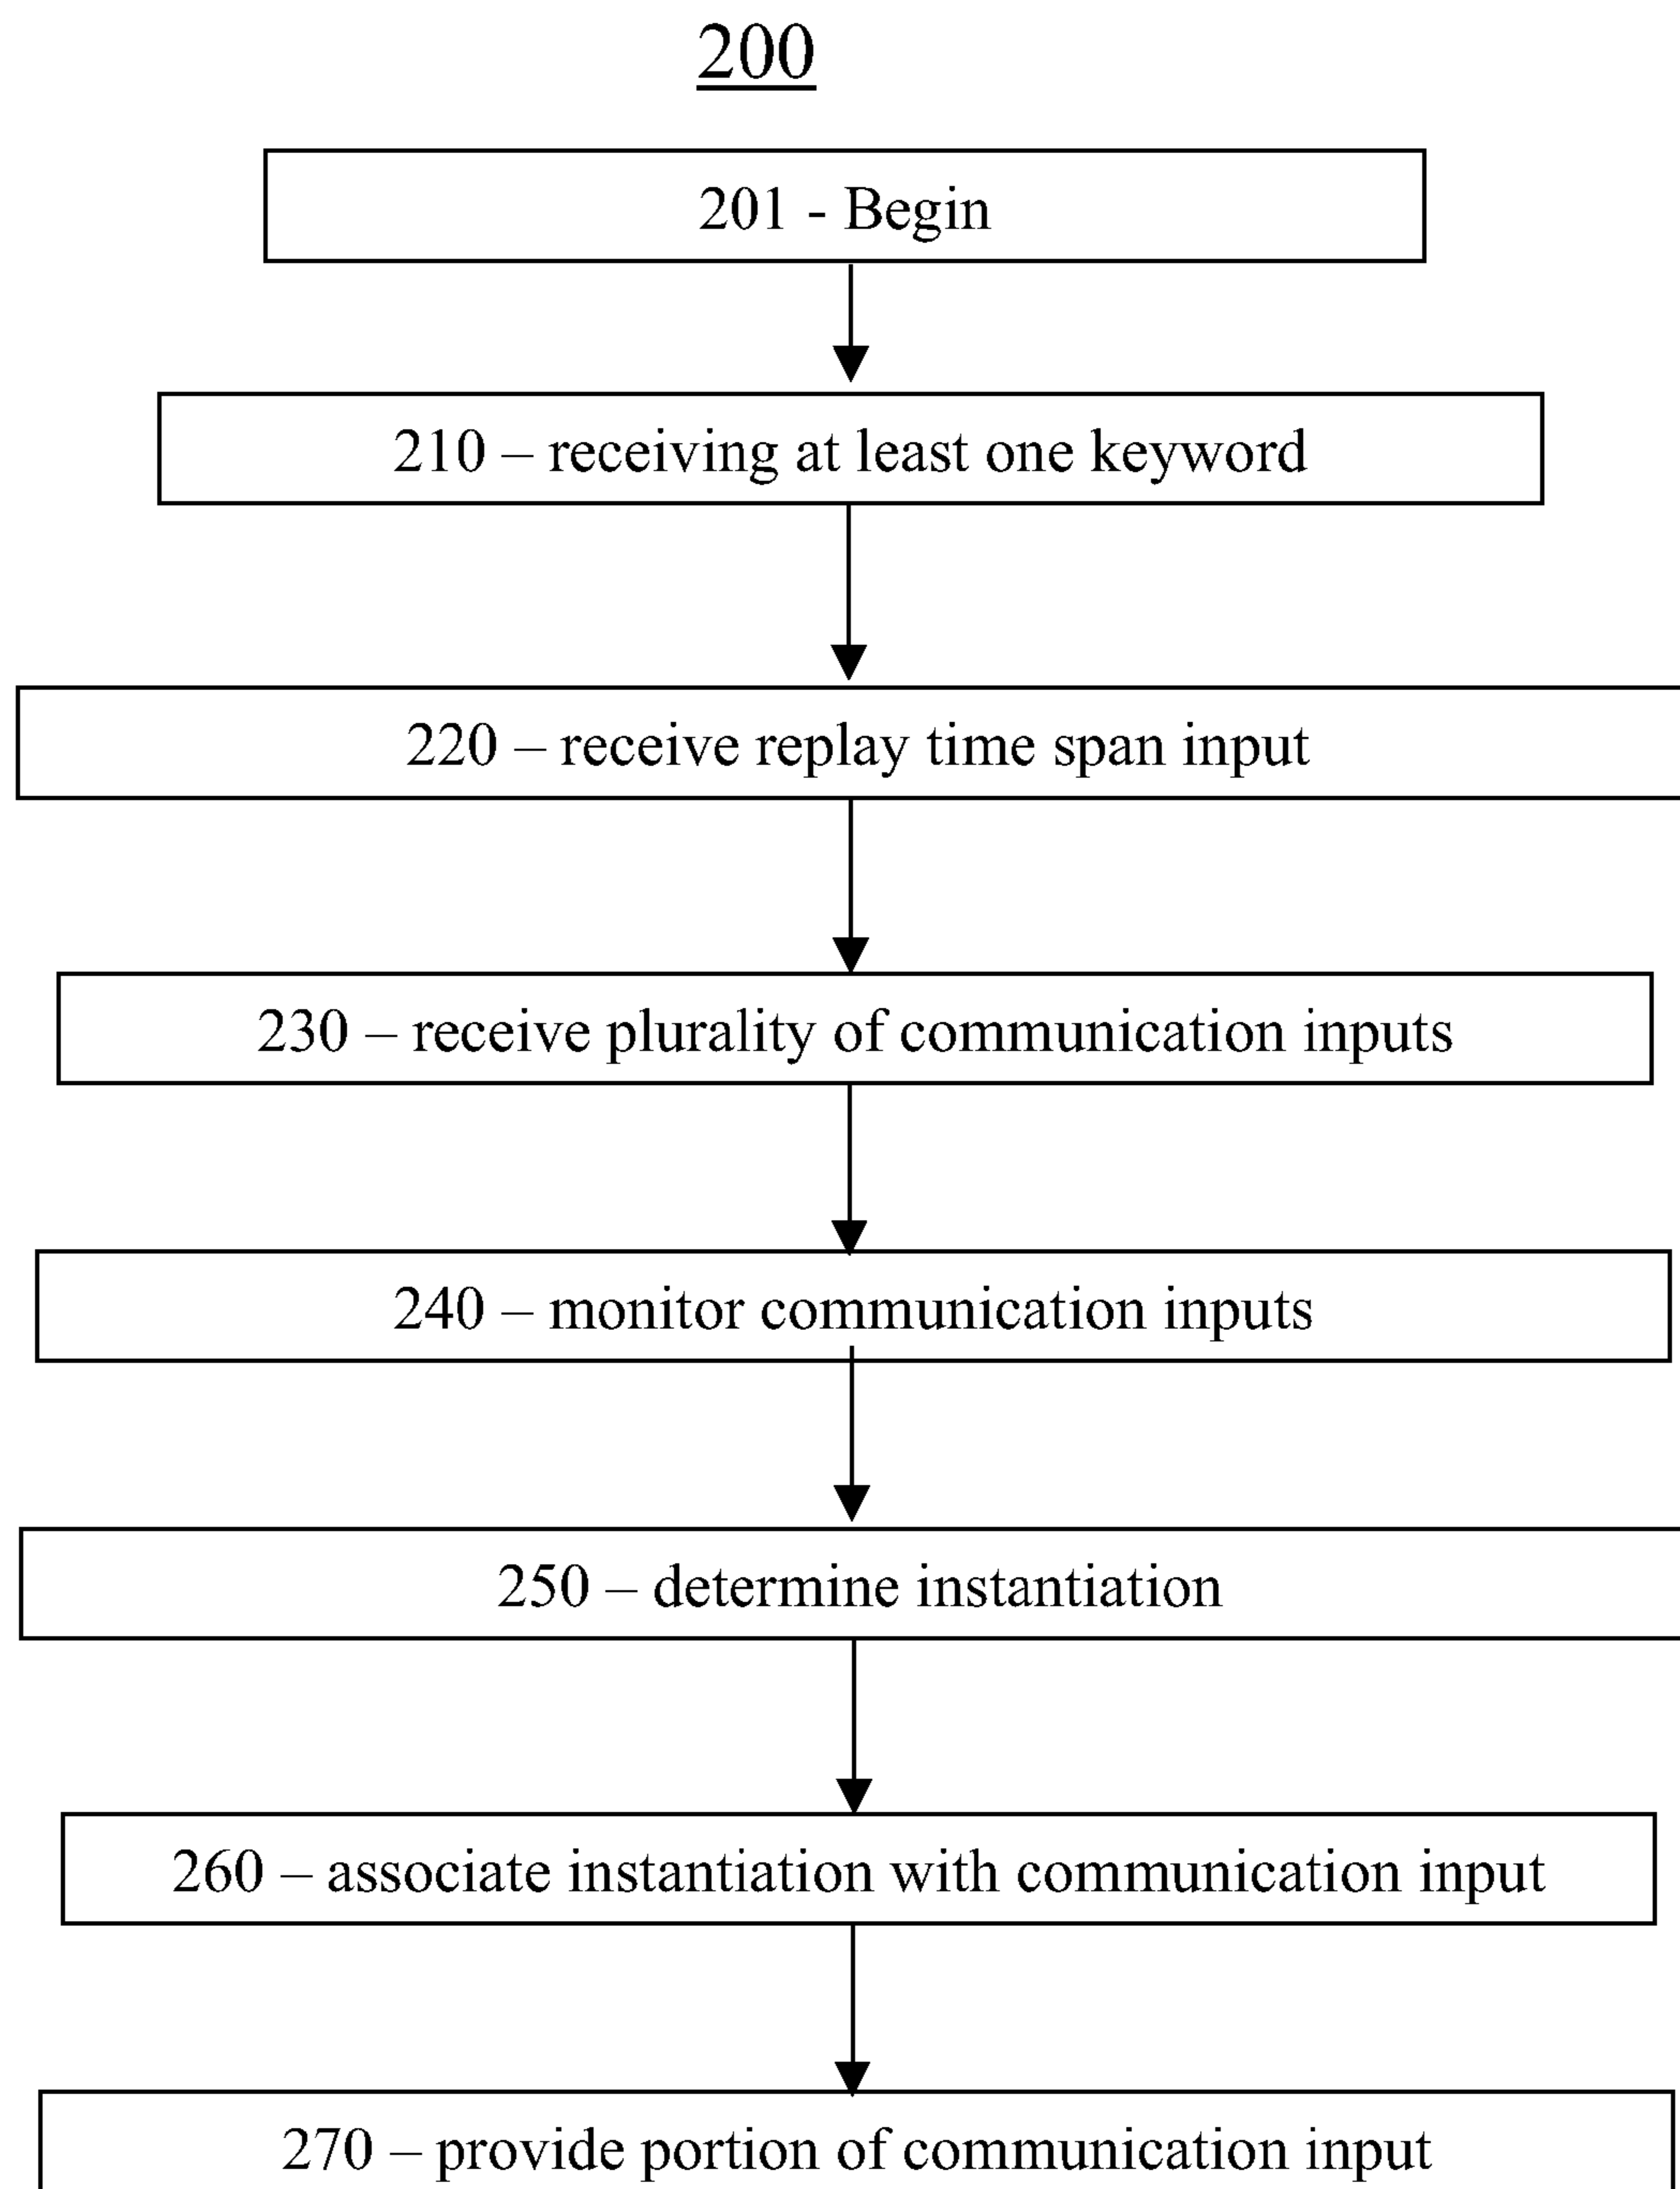 200
201 - Begin
210 – receiving at least one keyword
220 – receive replay time span input
230 – receive plurality of communication inputs
240 – monitor communication inputs
250 – determine instantiation
260 – associate instantiation with communication input
270 – provide portion of communication input